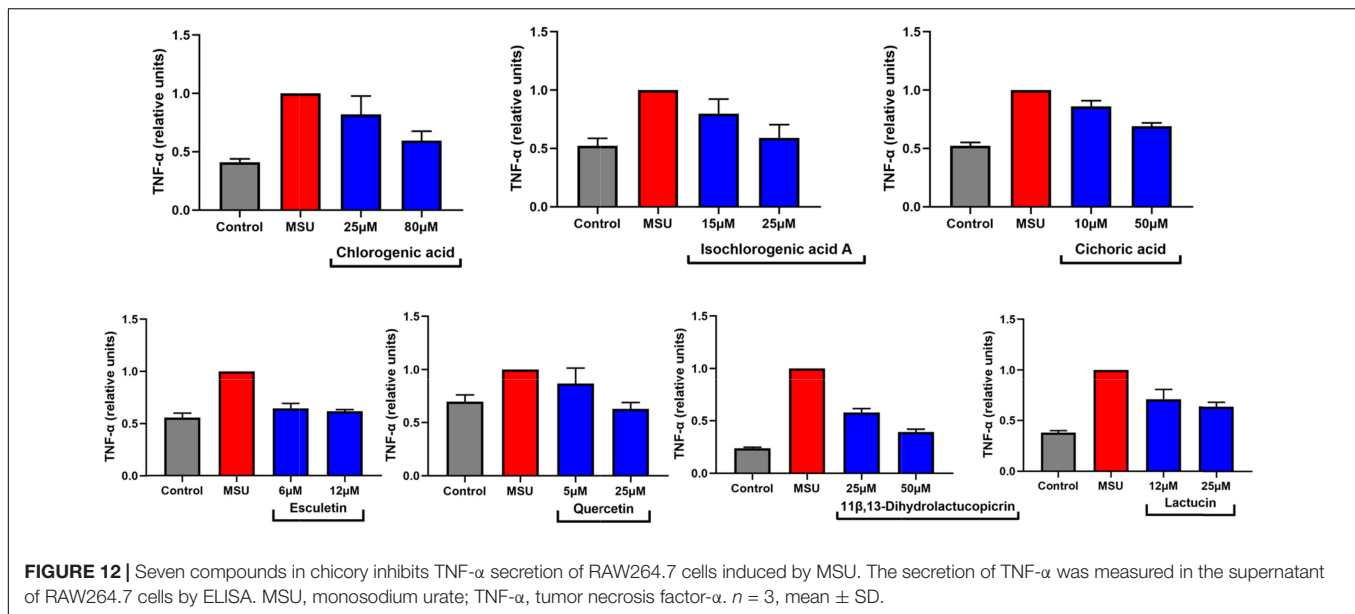 TNF-α (relative units)
1.5
1.0
0.5
0.0
Control MSU 25μM 80μM
Chlorogenic acid
TNF-α (relative units)
1.5
1.0
0.5
0.0
Control MSU 15μM 25μM
Isochlorogenic acid A
TNF-α (relative units)
1.5
1.0
0.5
0.0
Control MSU 10μM 50μM
Cichoric acid
TNF-α (relative units)
1.5
1.0
0.5
0.0
Control MSU 6μM 12μM
Esculetin
TNF-α (relative units)
1.5
1.0
0.5
0.0
Control MSU 5μM 25μM
Quercetin
TNF-α (relative units)
1.5
1.0
0.5
0.0
Control MSU 25μM 50μM
11β,13-Dihydrolactucopicrin
TNF-α (relative units)
1.5
1.0
0.5
0.0
Control MSU 12μM 25μM
Lactucin
FIGURE 12 | Seven compounds in chicory inhibits TNF-α secretion of RAW264.7 cells induced by MSU. The secretion of TNF-α was measured in the supernatant
of RAW264.7 cells by ELISA. MSU, monosodium urate; TNF-α, tumor necrosis factor-α. n = 3, mean ± SD.